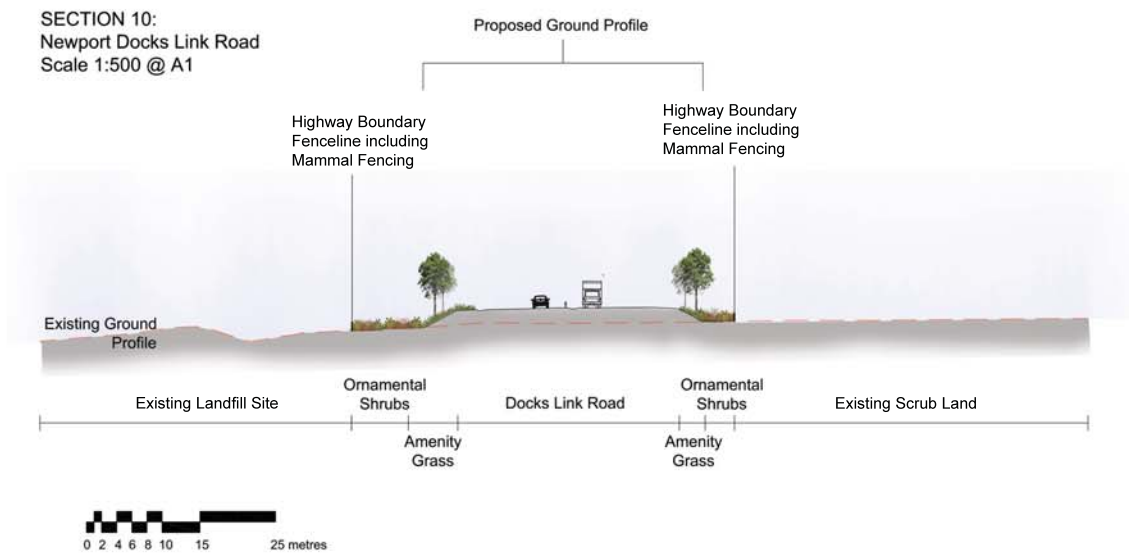 SECTION 10:
Newport Docks Link Road
Scale 1:500 @ A1
Proposed Ground Profile
Highway Boundary
Fenceline including
Mammal Fencing
Highway Boundary
Fenceline including
Mammal Fencing
Existing Ground
Profile
Existing Landfill Site
Ornamental
Shrubs
Amenity
Grass
Docks Link Road
Ornamental
Shrubs
Amenity
Grass
Existing Scrub Land
0 2 4 6 8 10 15 25 metres